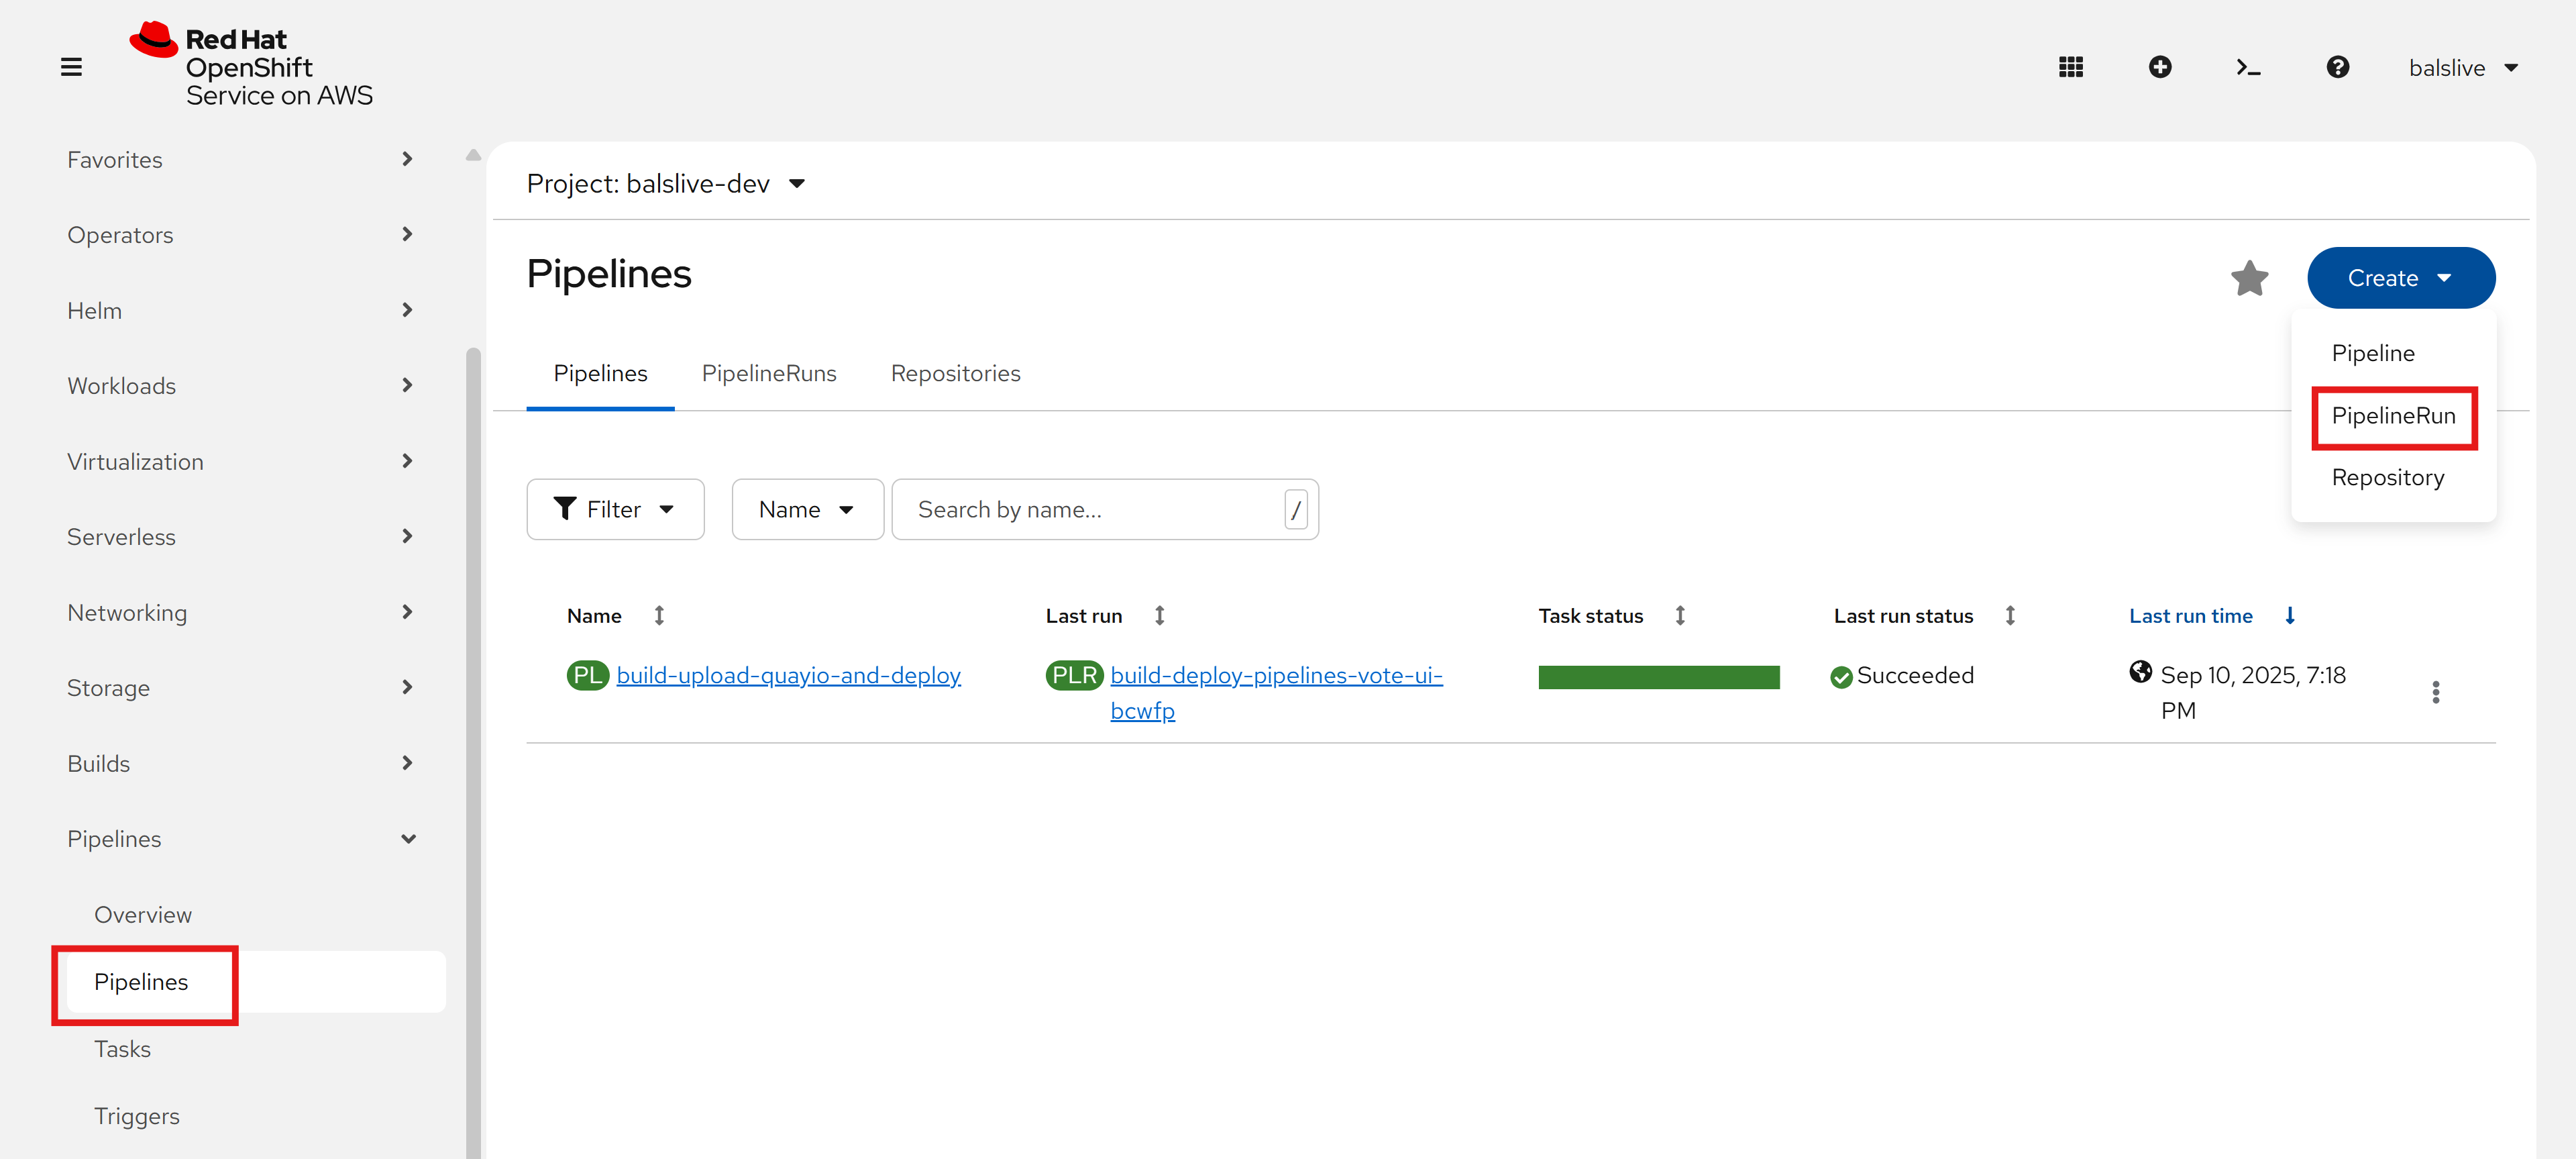 Red Hat
OpenShift
Service on AWS
balslive
Favorites
Operators
Helm
Workloads
Virtualization
Serverless
Networking
Storage
Builds
Pipelines
Overview
Pipelines
Tasks
Triggers
Project: balslive-dev
Pipelines
Create
Pipeline
PipelineRun
Repository
Pipelines PipelineRuns Repositories
Filter Name Search by name... /
Name Last run Task status Last run status Last run time
PL build-upload-quayio-and-deploy PLR build-deploy-pipelines-vote-ui- Succeeded Sep 10, 2025, 7:18
bcwfp PM